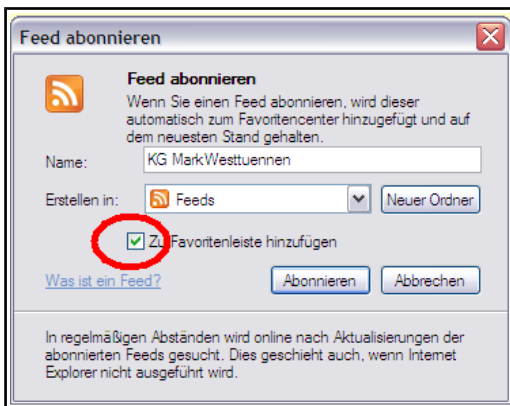 Feed abonnieren
Feed abonnieren
Wenn Sie einen Feed abonnieren, wird dieser
automatisch zum Favoritencenter hinzugefügt und auf
dem neuesten Stand gehalten.
Name: KG MarkWesttuennen
Erstellen in: Feeds Neuer Ordner
Zu Favoritenleiste hinzufügen
Was ist ein Feed? Abonnieren Abbrechen
In regelmäßigen Abständen wird online nach Aktualisierungen der
abonnierten Feeds gesucht. Dies geschieht auch, wenn Internet
Explorer nicht ausgeführt wird.